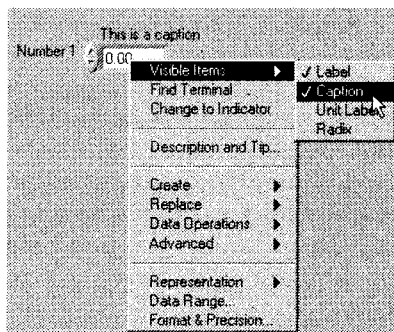 This is a caption
Number 1 0.00
Visible Items ✓ Label
Find Terminal ✓ Caption
Change to Indicator Unit Label
Radix
Description and Tip...
Create
Replace
Data Operations
Advanced
Representation
Data Range...
Format & Precision...